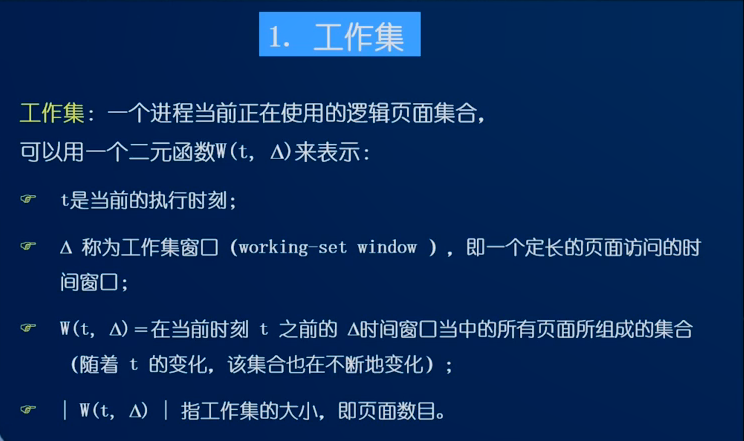 1. 工作集
工作集：一个进程当前正在使用的逻辑页面集合，
可以用一个二元函数W(t, Δ)来表示：
☞ t是当前的执行时刻；
☞ Δ 称为工作集窗口（working-set window ），即一个定长的页面访问的时
间窗口；
☞ W(t, Δ)＝在当前时刻 t 之前的 Δ时间窗口当中的所有页面所组成的集合
（随着 t 的变化，该集合也在不断地变化）；
☞ | W(t, Δ) | 指工作集的大小，即页面数目。